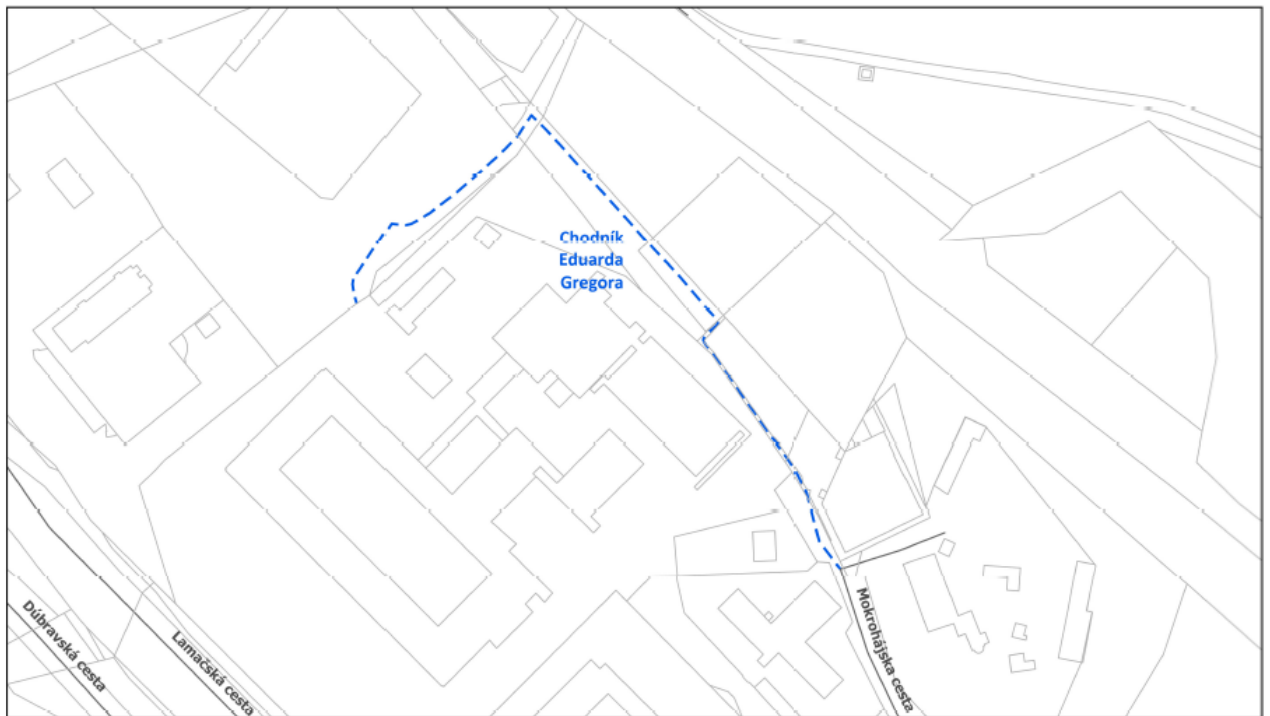 Chodník
Eduarda
Gregora
Dúbravská cesta
Lamačská cesta
Mokrohájska cesta